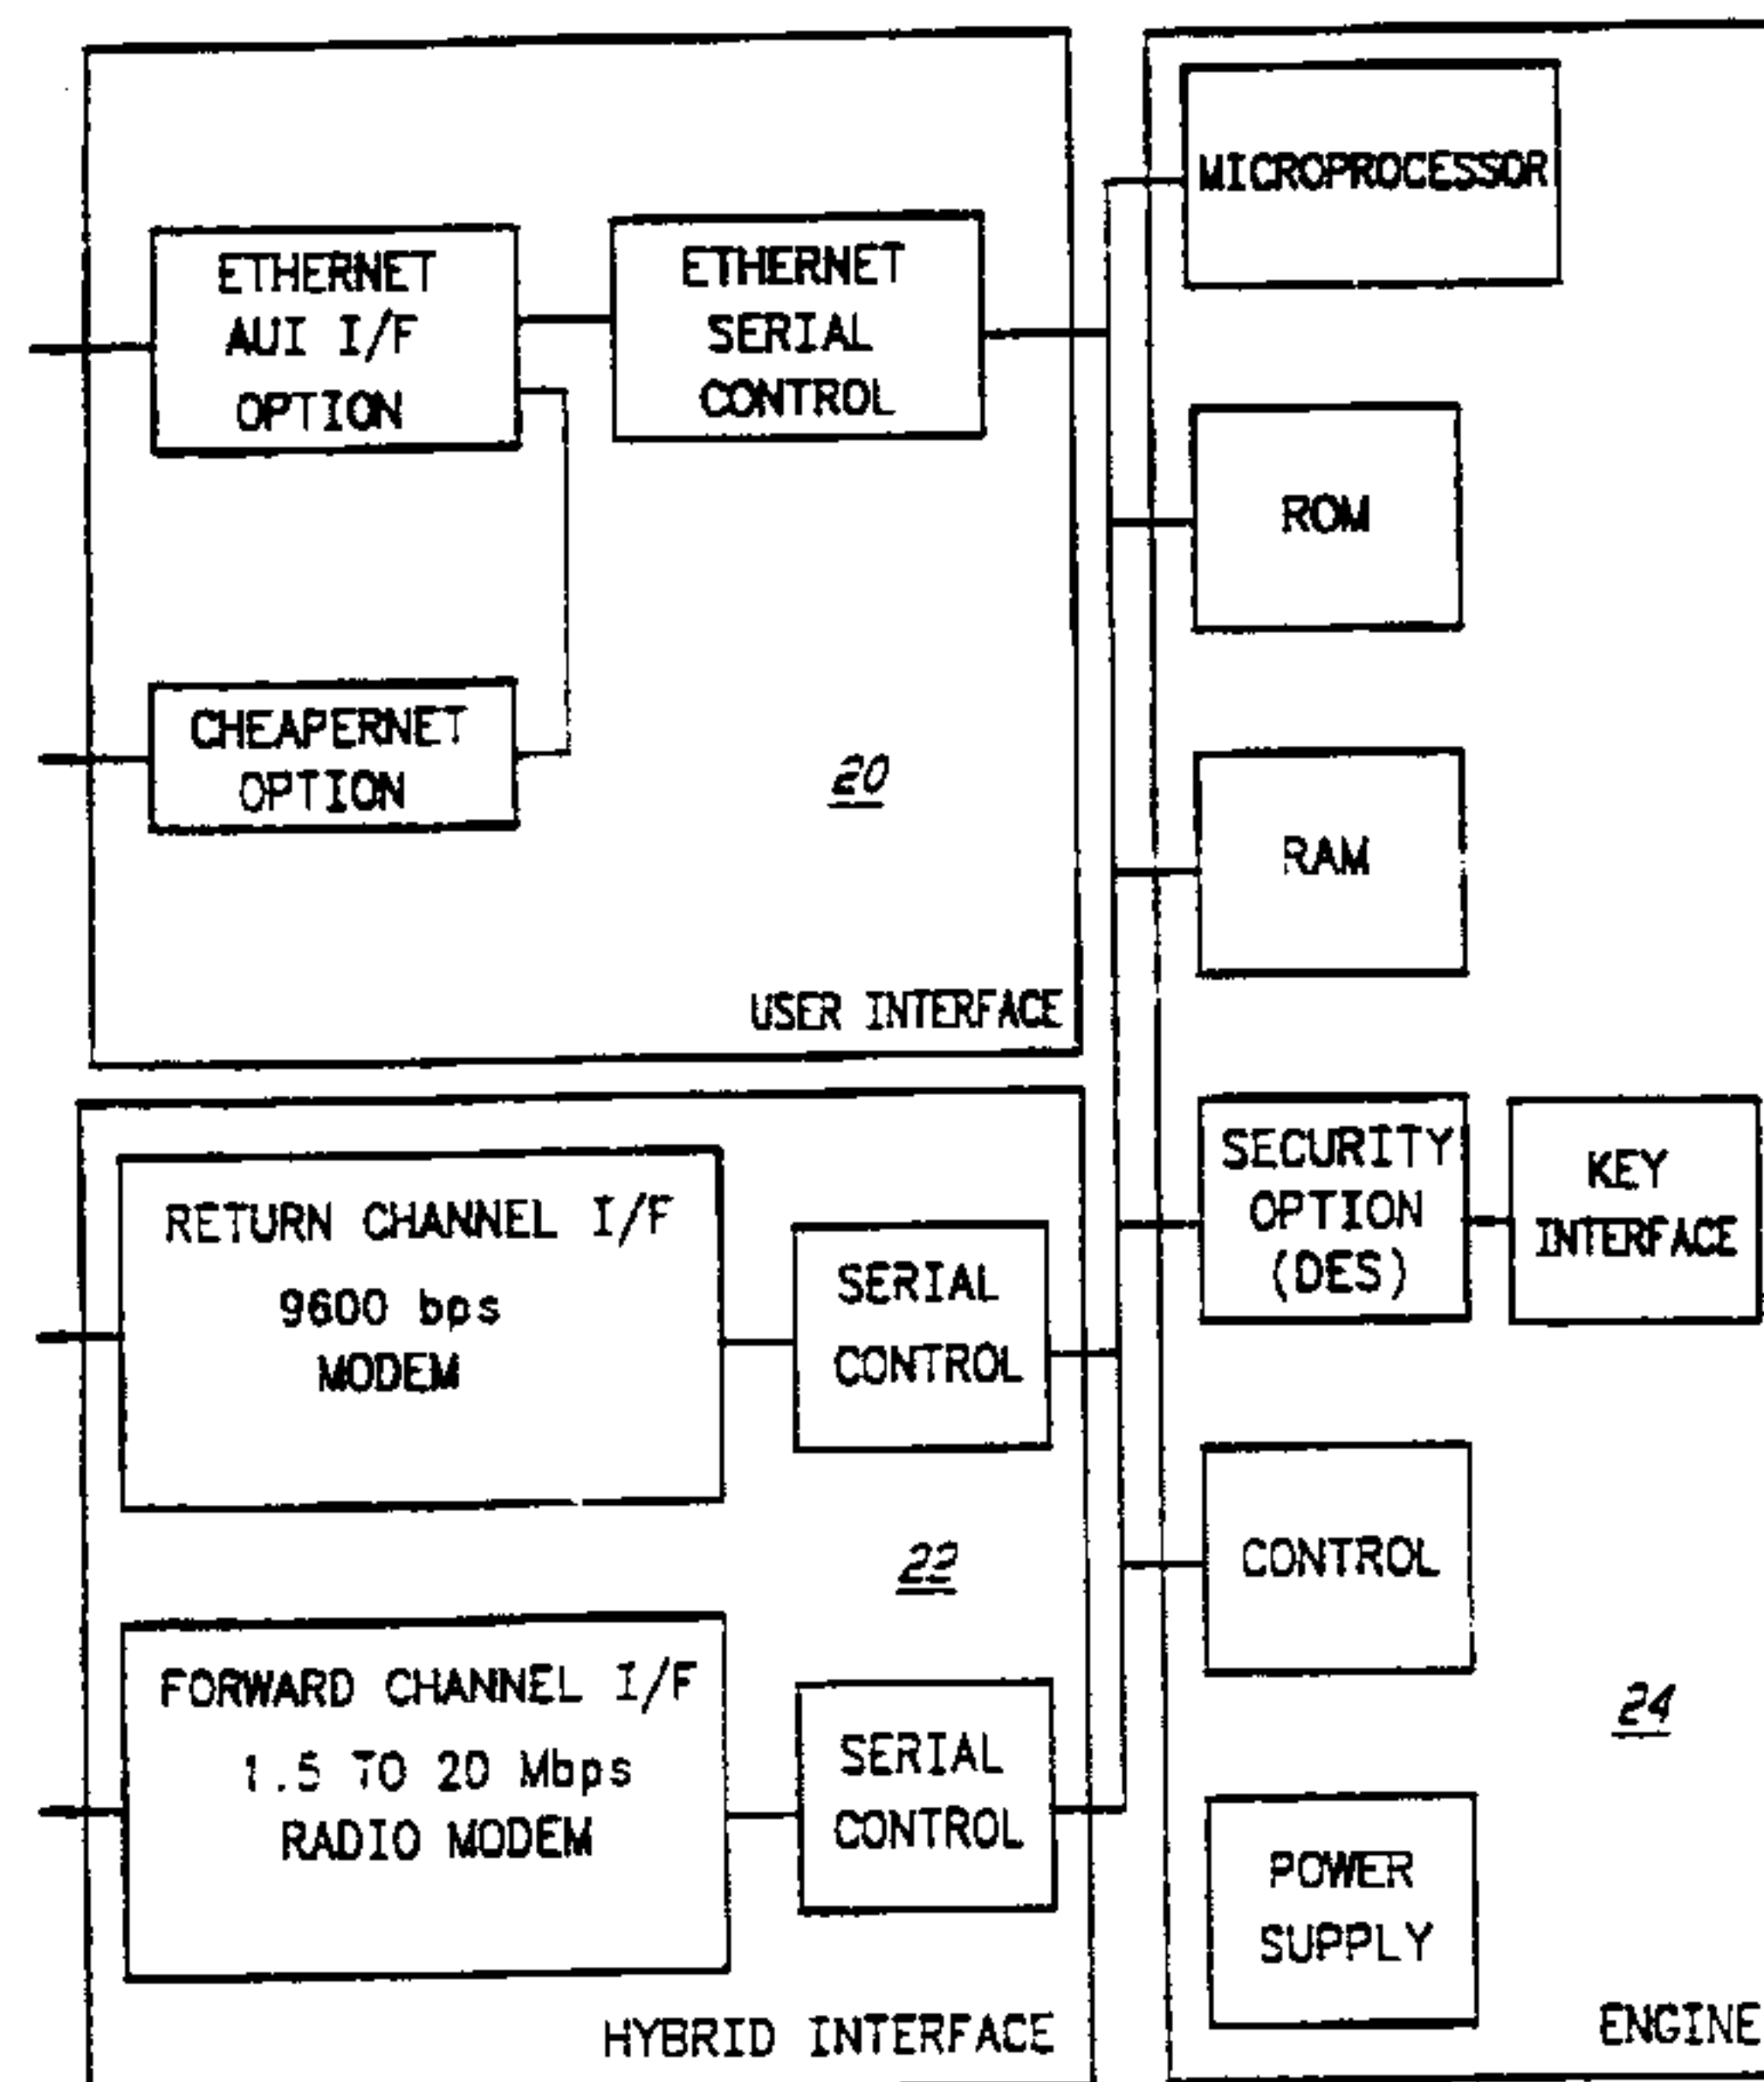 ETHERNET
AUI I/F
OPTION
ETHERNET
SERIAL
CONTROL
CHEAPERNET
OPTION
20
USER INTERFACE
RETURN CHANNEL I/F
9600 bps
MODEM
SERIAL
CONTROL
22
FORWARD CHANNEL I/F
1.5 TO 20 Mbps
RADIO MODEM
SERIAL
CONTROL
HYBRID INTERFACE
MICROPROCESSOR
ROM
RAM
SECURITY
OPTION
(DES)
KEY
INTERFACE
CONTROL
24
POWER
SUPPLY
ENGINE